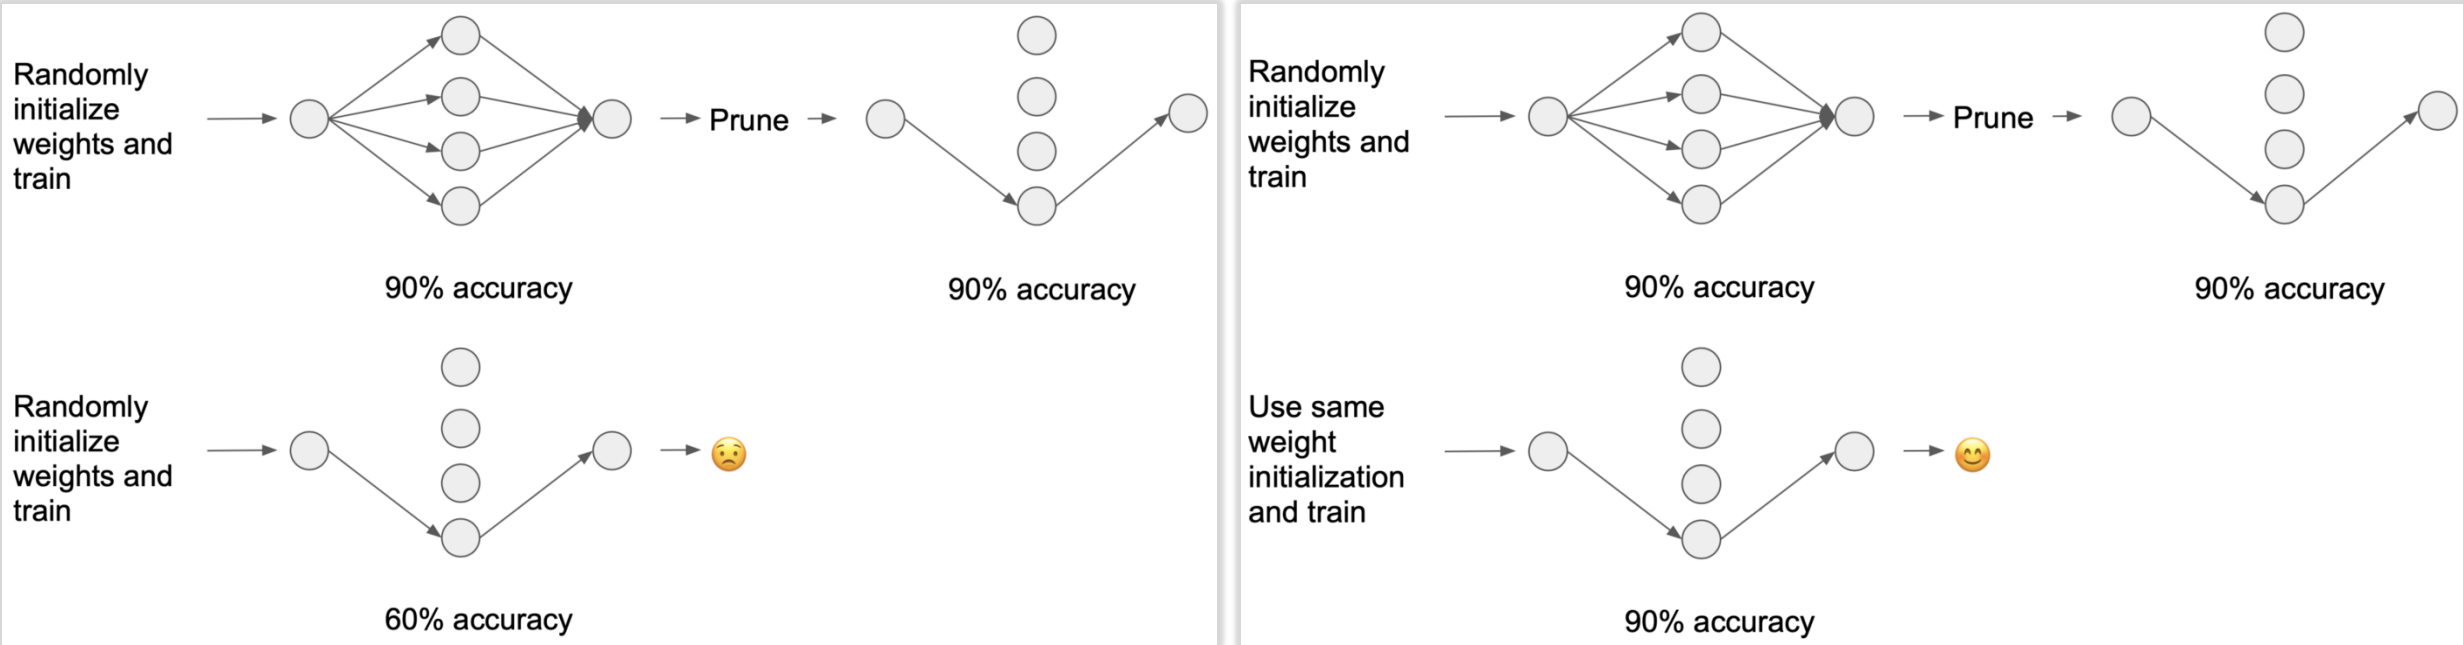 Randomly
initialize
weights and
train
Prune
90% accuracy
90% accuracy
Randomly
initialize
weights and
train
60% accuracy
Randomly
initialize
weights and
train
Prune
90% accuracy
90% accuracy
Use same
weight
initialization
and train
90% accuracy